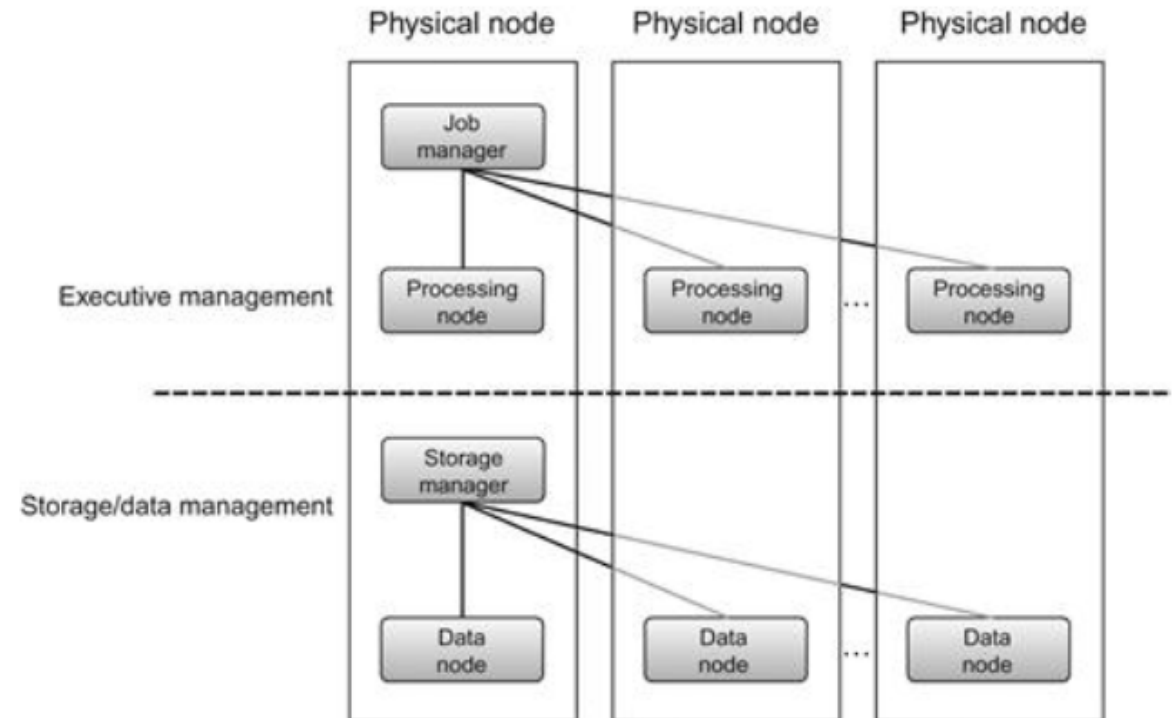 Physical node Physical node Physical node
Job
manager
Executive management
Processing
node
Processing
node
...
Processing
node
Storage
manager
Storage/data management
Data
node
Data
node
...
Data
node